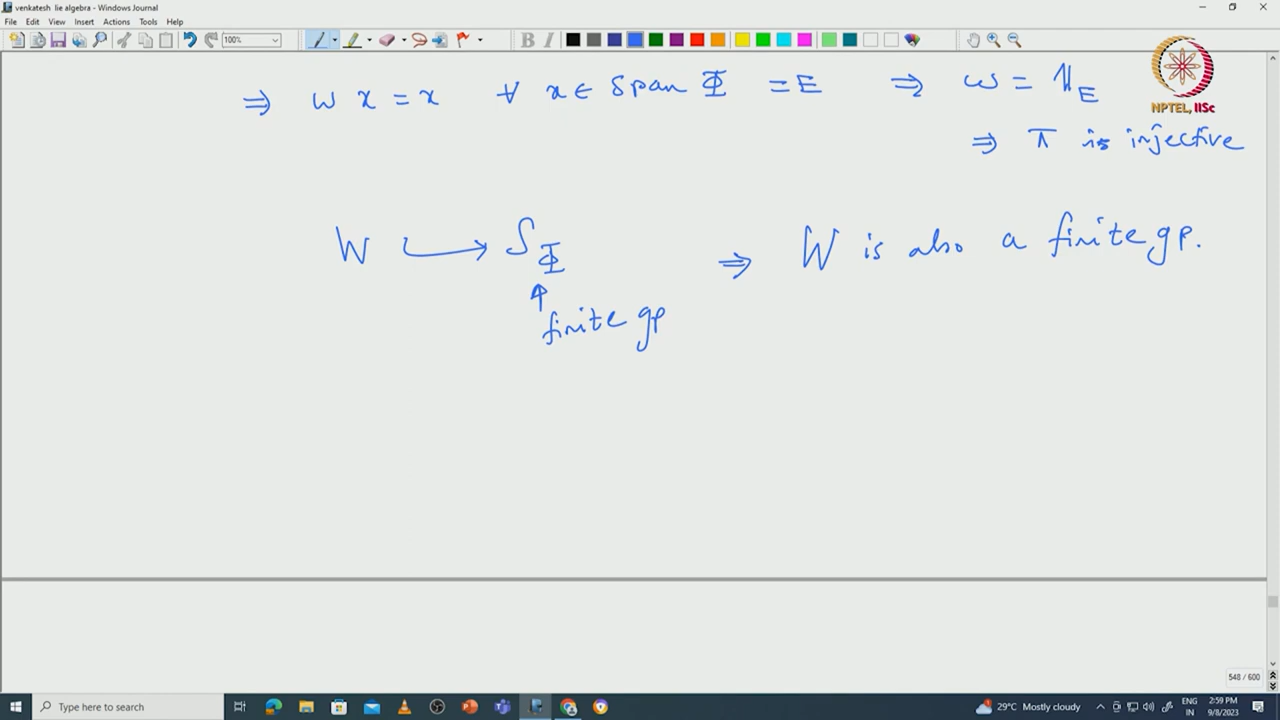 venkatesh lie algebra - Windows Journal
File Edit View Insert Actions Tools Help
100%
⇒ w x = x ∀ x ∈ Span Φ = E ⇒ w = 𝟙_E
NPTEL, IISc
⇒ π is injective
W ↪ S_Φ ⇒ W is also a finite gp.
↑
finite gp
548 / 600
Type here to search
29°C Mostly cloudy
ENG
IN
2:59 PM
9/8/2023